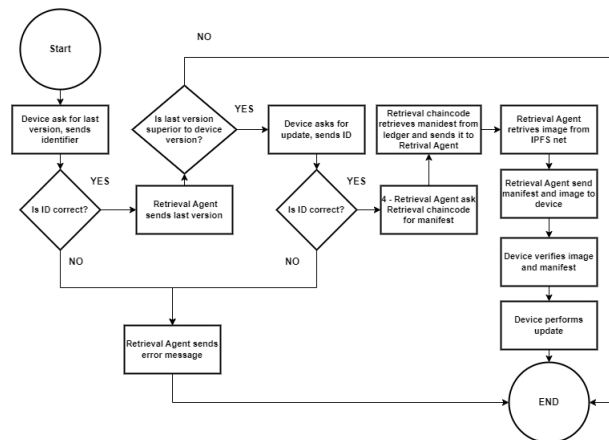 Start
Device ask for last
version, sends
identifier
Is ID correct?
YES
NO
Retrieval Agent
sends last version
Is last version
superior to device
version?
NO
YES
Device asks for
update, sends ID
Is ID correct?
YES
NO
Retrieval Agent sends
error message
4 - Retrieval Agent ask
Retrieval chaincode
for manifest
Retrieval chaincode
retrieves manidest from
ledger and sends it to
Retrival Agent
Retrieval Agent
retrives image from
IPFS net
Retrieval Agent send
manifest and image to
device
Device verifies image
and manifest
Device performs
update
END